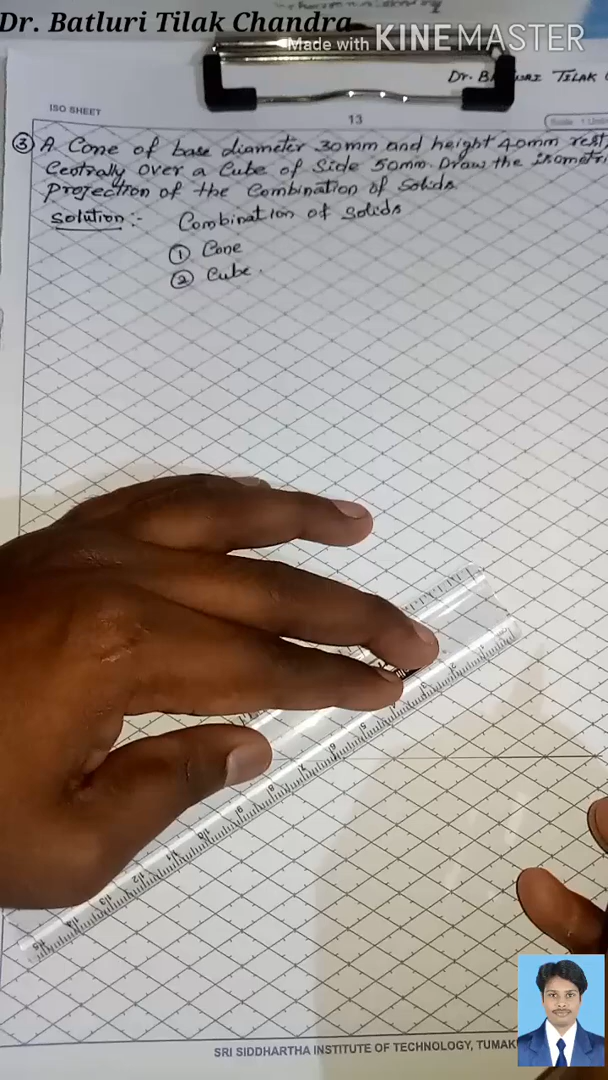 Dr. Batluri Tilak Chandra
Made with KINEMASTER
TILAK
ISO SHEET
13
③ A Cone of base diameter 30mm and height 40mm rest
Centrally over a Cube of Side 50mm. Draw the isometri
projection of the Combination of Solids
Solution:- Combination of Solids
① Cone
② Cube.
SRI SIDDHARTHA INSTITUTE OF TECHNOLOGY, TUMAK